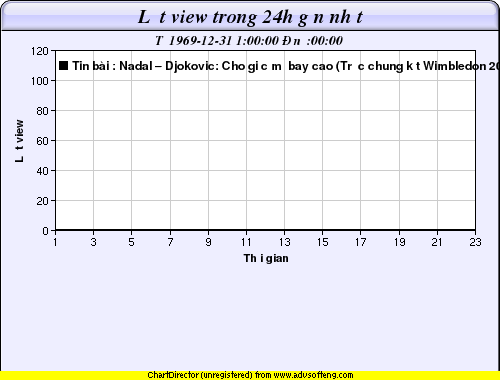 L t view trong 24h g n nh t
T 1969-12-31 1:00:00 Đn :00:00
120
Tin bài : Nadal – Djokovic: Cho gi c m bay cao (Tr c chung k t Wimbledon 20
100
80
60
40
20
0
L t view
1 3 5 7 9 11 13 15 17 19 21 23
Th i gian
ChartDirector (unregistered) from www.advsofteng.com